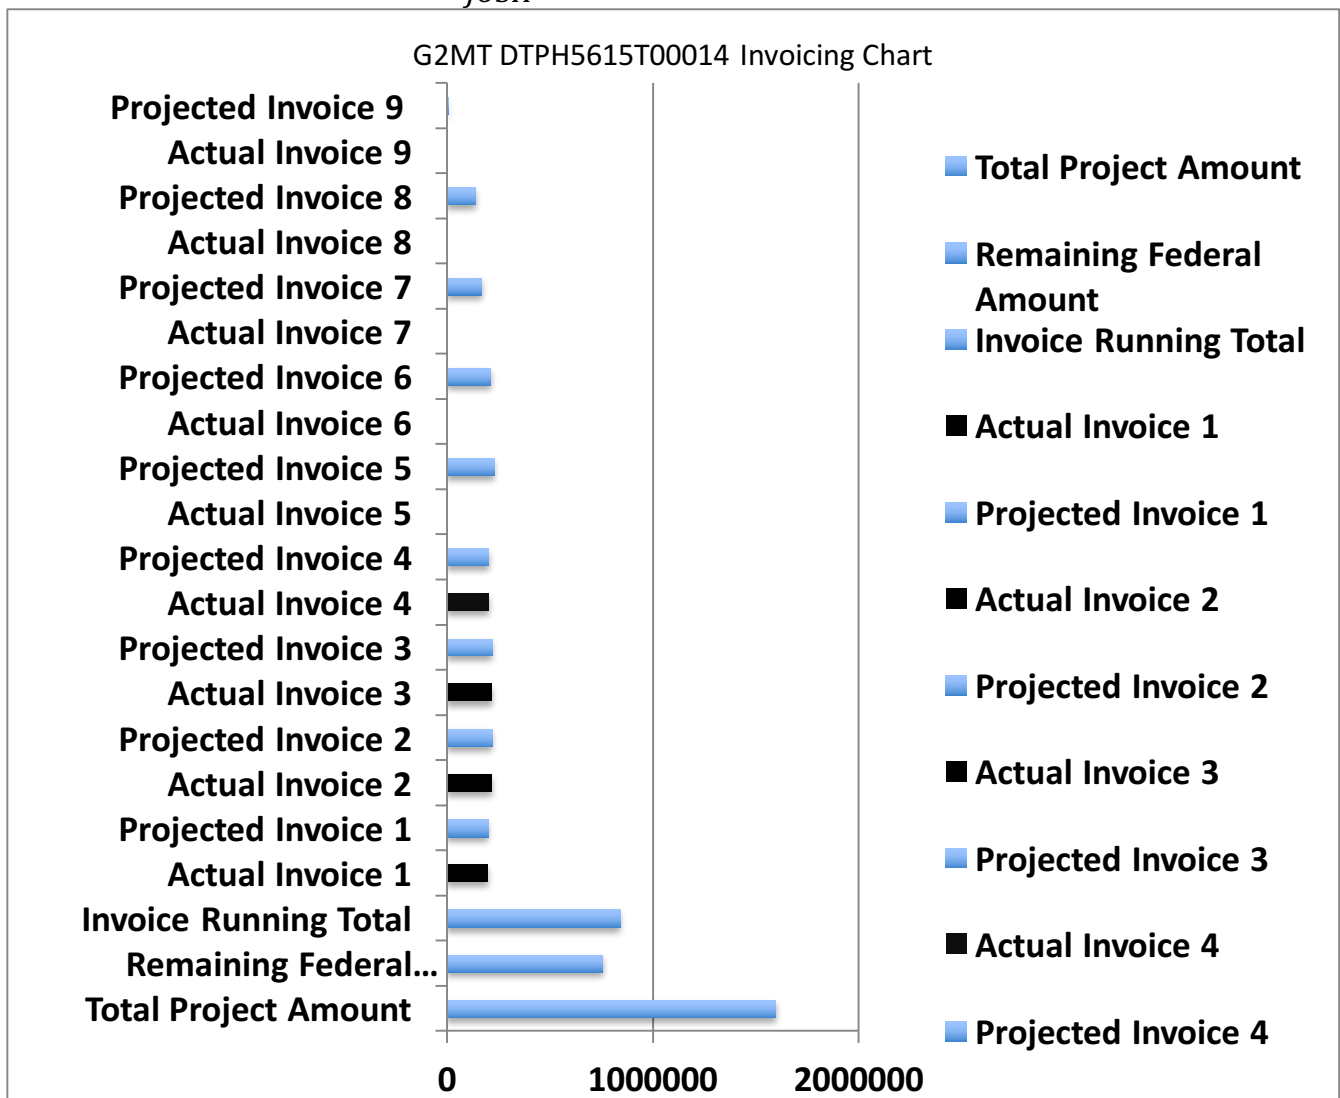 G2MT DTPH5615T00014 Invoicing Chart
Projected Invoice 9
Actual Invoice 9
Projected Invoice 8
Actual Invoice 8
Projected Invoice 7
Actual Invoice 7
Projected Invoice 6
Actual Invoice 6
Projected Invoice 5
Actual Invoice 5
Projected Invoice 4
Actual Invoice 4
Projected Invoice 3
Actual Invoice 3
Projected Invoice 2
Actual Invoice 2
Projected Invoice 1
Actual Invoice 1
Invoice Running Total
Remaining Federal...
Total Project Amount
0 1000000 2000000
Total Project Amount
Remaining Federal
Amount
Invoice Running Total
Actual Invoice 1
Projected Invoice 1
Actual Invoice 2
Projected Invoice 2
Actual Invoice 3
Projected Invoice 3
Actual Invoice 4
Projected Invoice 4